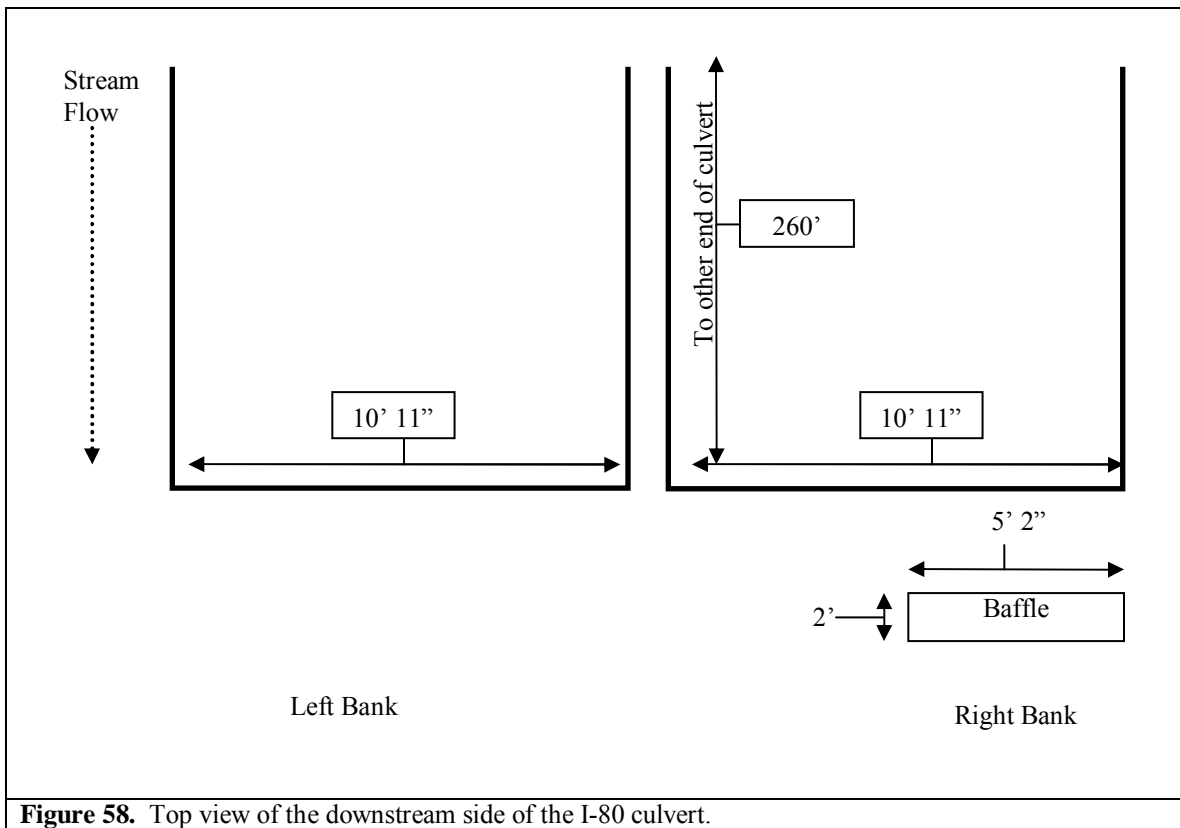 Stream
Flow
To other end of culvert
260’
10’ 11”
10’ 11”
5’ 2”
2’
Baffle
Left Bank
Right Bank
Figure 58. Top view of the downstream side of the I-80 culvert.